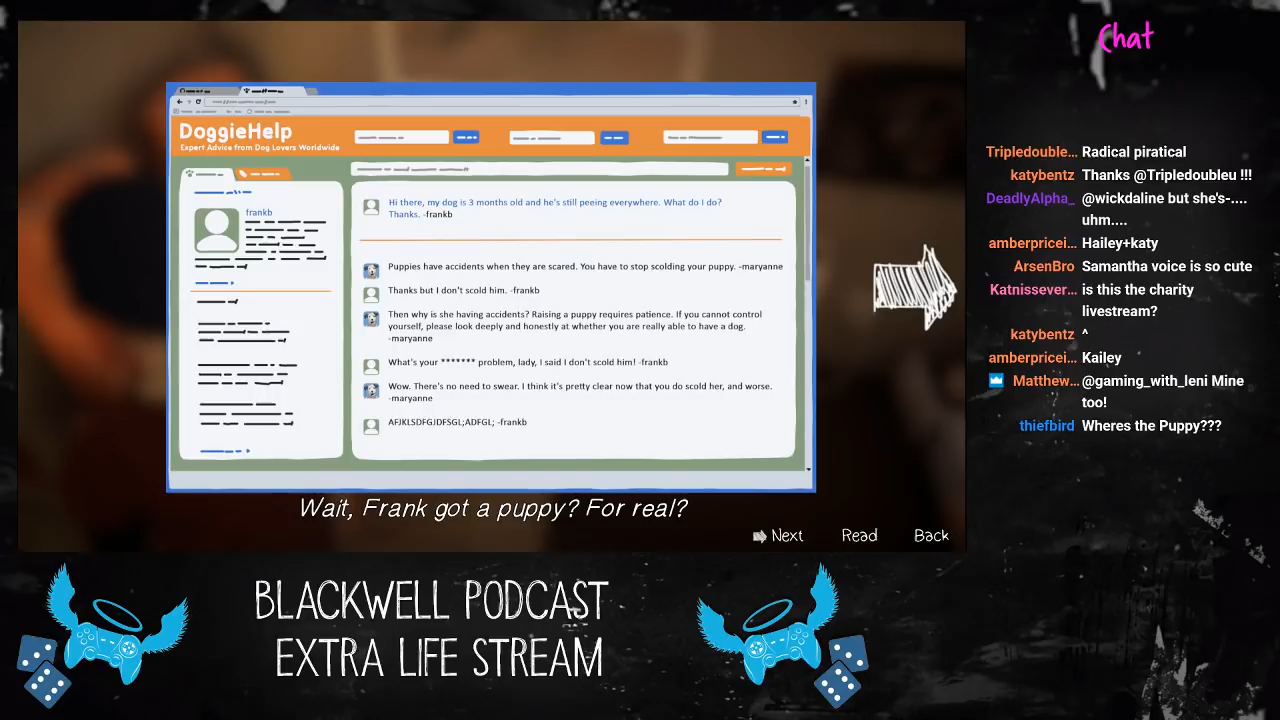 Chat
DoggieHelp
Expert Advice from Dog Lovers Worldwide
frankb
Hi there, my dog is 3 months old and he's still peeing everywhere. What do I do?
Thanks. -frankb
Puppies have accidents when they are scared. You have to stop scolding your puppy. -maryanne
Thanks but I don't scold him. -frankb
Then why is she having accidents? Raising a puppy requires patience. If you cannot control
yourself, please look deeply and honestly at whether you are really able to have a dog.
-maryanne
What's your ******* problem, lady, I said I don't scold him! -frankb
Wow. There's no need to swear. I think it's pretty clear now that you do scold her, and worse.
-maryanne
AFJKLSDFGJDFSGL;ADFGL; -frankb
Wait, Frank got a puppy? For real?
Next
Read
Back
Tripledouble... Radical piratical
katybentz Thanks @Tripledoubleu !!!
DeadlyAlpha_ @wickdaline but she's-....
uhm....
amberpricei... Hailey+katy
ArsenBro Samantha voice is so cute
Katnissever... is this the charity
livestream?
katybentz ^
amberpricei... Kailey
Matthew... @gaming_with_leni Mine
too!
thiefbird Wheres the Puppy???
BLACKWELL PODCAST
EXTRA LIFE STREAM